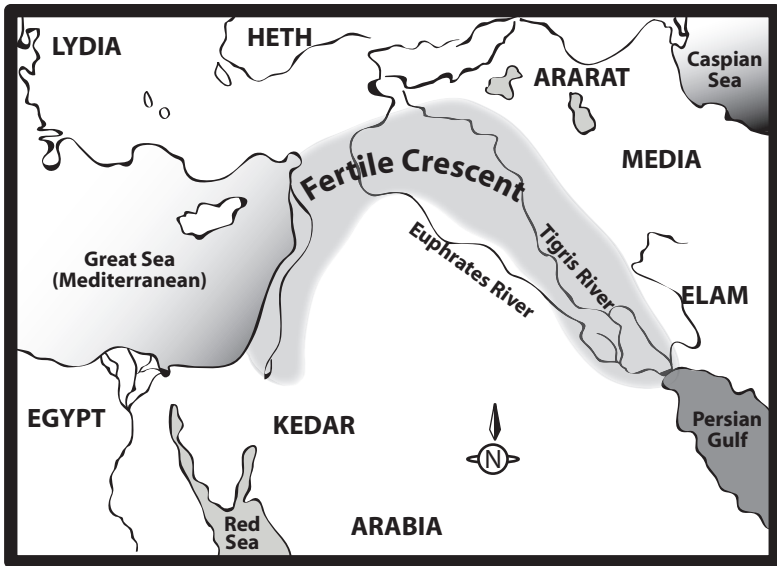 LYDIA
HETH
ARARAT
Caspian
Sea
MEDIA
Fertile Crescent
Great Sea
(Mediterranean)
Euphrates River
Tigris River
ELAM
EGYPT
KEDAR
Persian
Gulf
N
Red
Sea
ARABIA